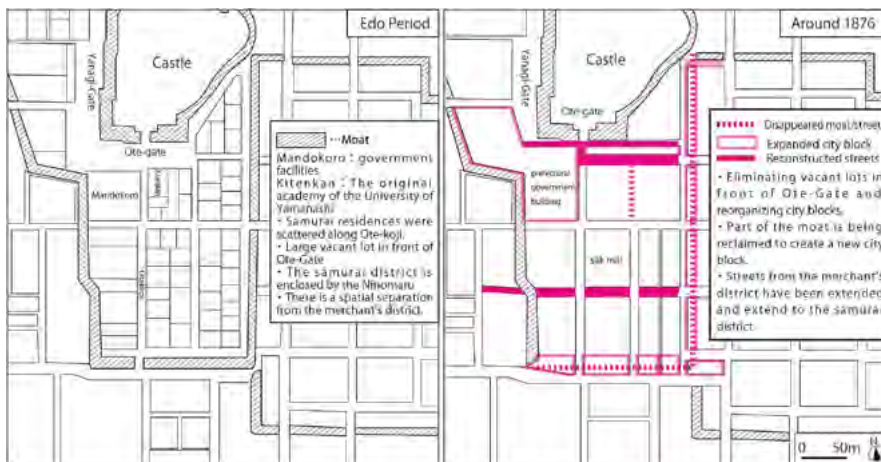 Edo Period
Castle
Yanagi-Gate
Ote-gate
Mandokoro
···Moat
Mandokoro : government
facilities
Kitenkan : The original
academy of the University of
Yamanashi
• Samurai residences were
scattered along Ote-koji.
• Large vacant lot in front of
Ote-Gate
• The samurai district is
enclosed by the Ninomaru
• There is a spatial separation
from the merchant's district.
Around 1876
Castle
Yanagi-Gate
Ote-gate
prefectural
government
building
silk mill
Disappeared moat/street
Expanded city block
Reconstructed streets
• Eliminating vacant lots in
front of Ote-Gate and
reorganizing city blocks.
• Part of the moat is being
reclaimed to create a new city
block.
• Streets from the merchant's
district have been extended
and extend to the samurai
district
0 50m
N